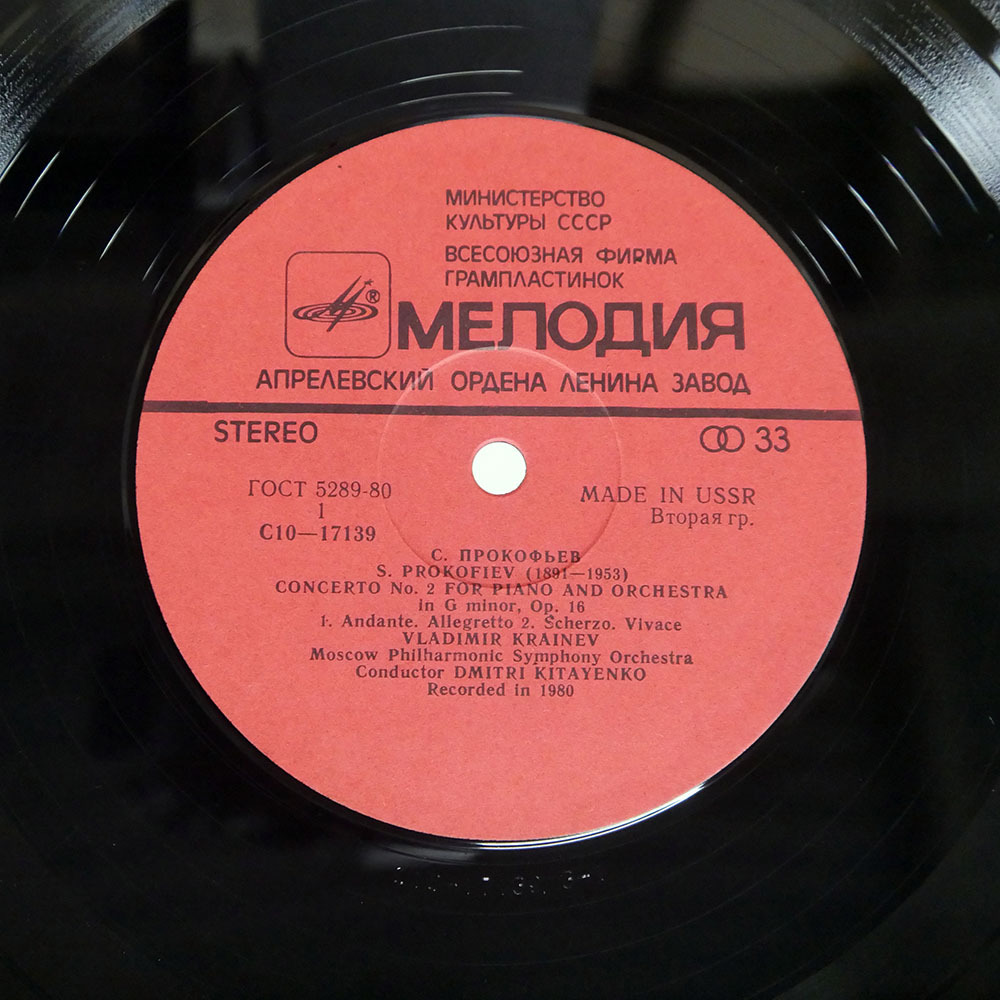 МИНИСТЕРСТВО
КУЛЬТУРЫ СССР
ВСЕСОЮЗНАЯ ФИРМА
ГРАМПЛАСТИНОК
®
МЕЛОДИЯ
АПРЕЛЕВСКИЙ ОРДЕНА ЛЕНИНА ЗАВОД
STEREO
33
ГОСТ 5289-80
MADE IN USSR
1
Вторая гр.
С10—17139
С. ПРОКОФЬЕВ
S. PROKOFIEV (1891—1953)
CONCERTO No. 2 FOR PIANO AND ORCHESTRA
in G minor, Op. 16
1. Andante. Allegretto 2. Scherzo. Vivace
VLADIMIR KRAINEV
Moscow Philharmonic Symphony Orchestra
Conductor DMITRI KITAYENKO
Recorded in 1980